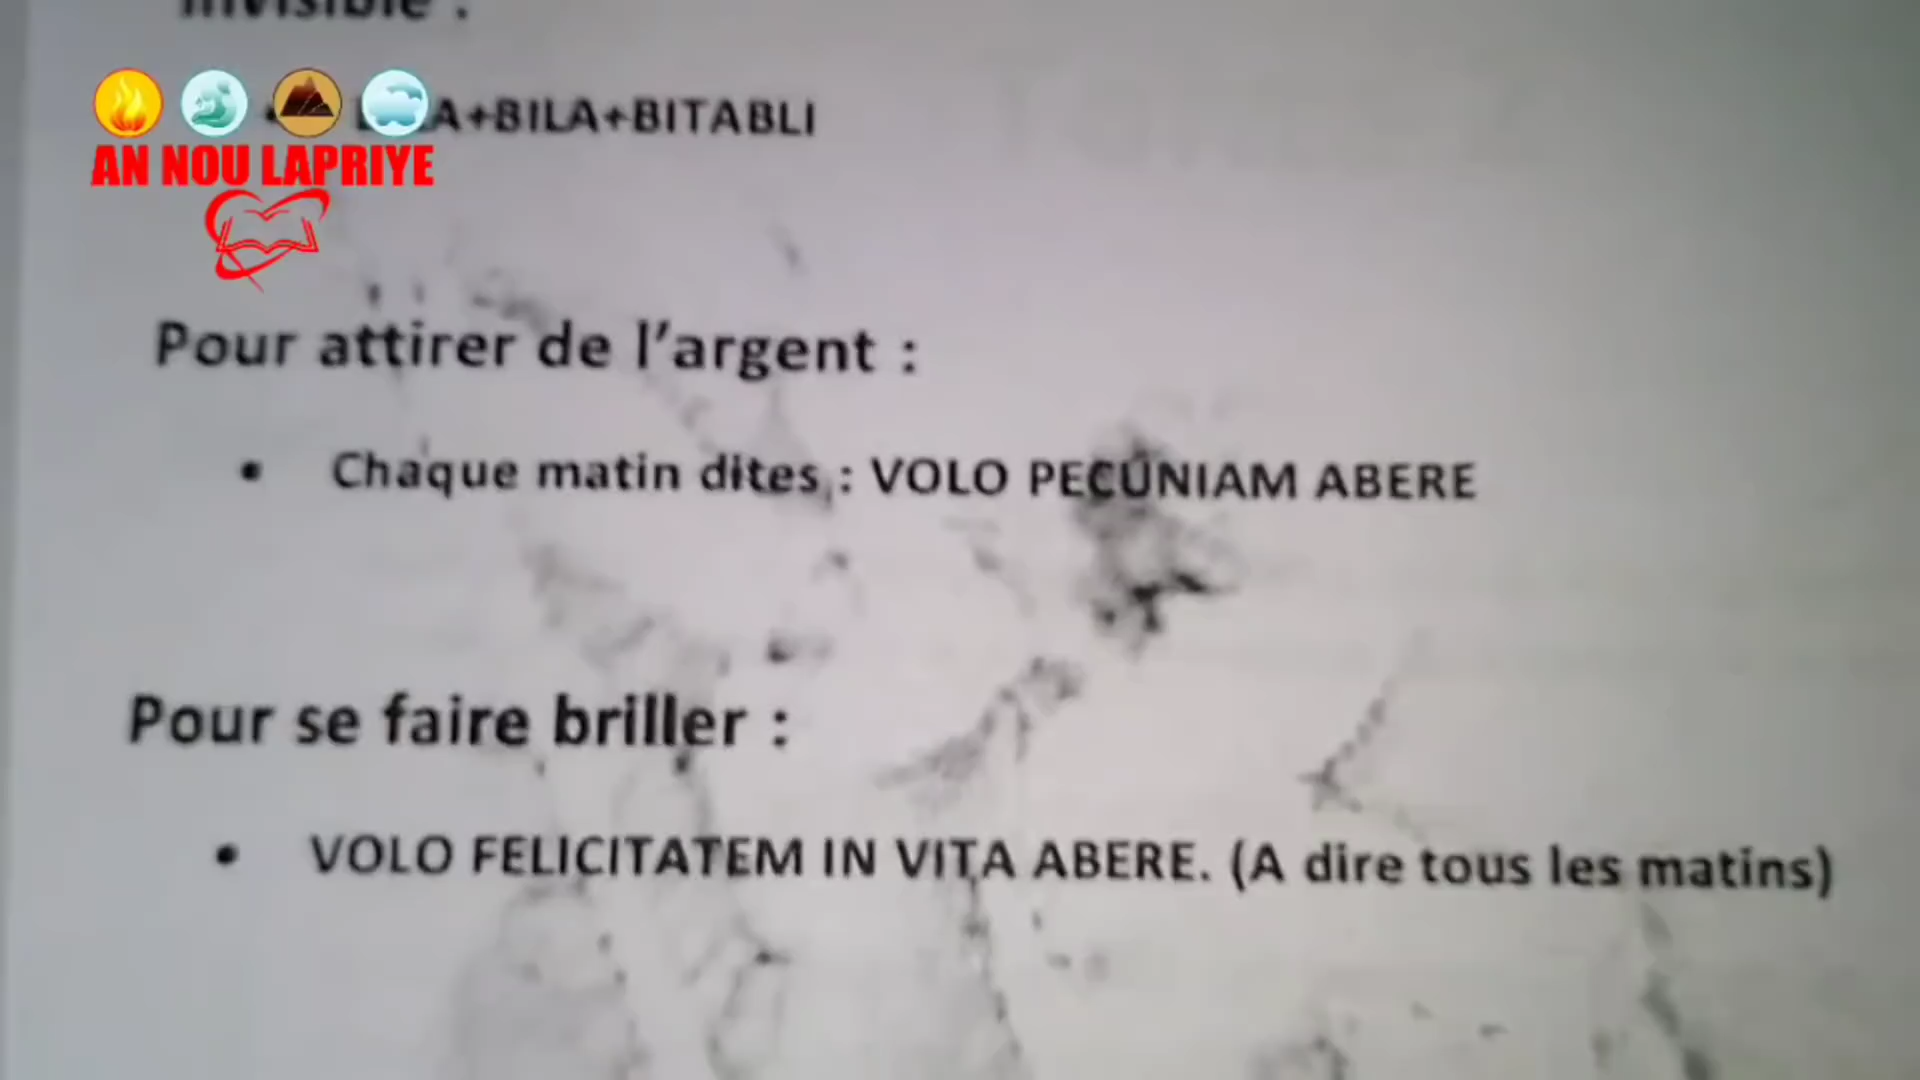 invisible :
A+BILA+BITABLI
AN NOU LAPRIYE
Pour attirer de l'argent :
• Chaque matin dites : VOLO PECUNIAM ABERE
Pour se faire briller :
• VOLO FELICITATEM IN VITA ABERE. (A dire tous les matins)